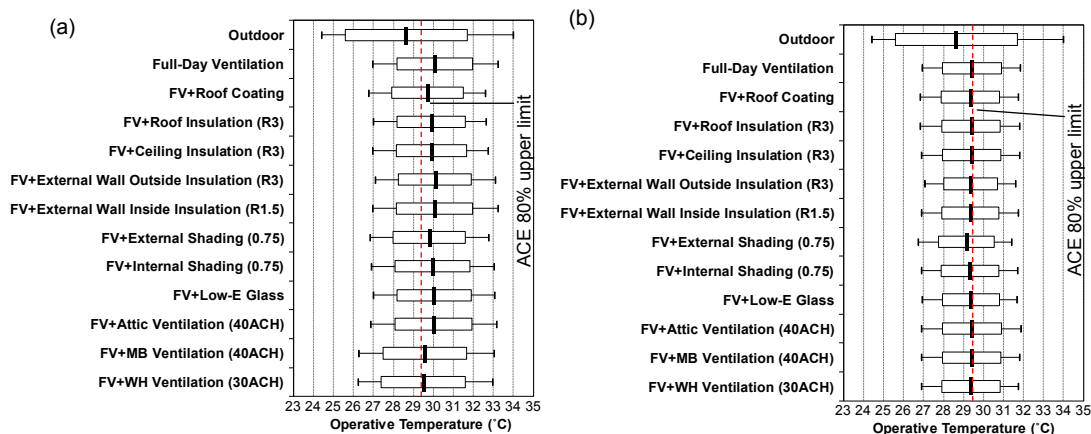 (a)
Outdoor
Full-Day Ventilation
FV+Roof Coating
FV+Roof Insulation (R3)
FV+Ceiling Insulation (R3)
FV+External Wall Outside Insulation (R3)
FV+External Wall Inside Insulation (R1.5)
FV+External Shading (0.75)
FV+Internal Shading (0.75)
FV+Low-E Glass
FV+Attic Ventilation (40ACH)
FV+MB Ventilation (40ACH)
FV+WH Ventilation (30ACH)
ACE 80% upper limit
23 24 25 26 27 28 29 30 31 32 33 34 35
Operative Temperature (˚C)
(b)
Outdoor
Full-Day Ventilation
FV+Roof Coating
FV+Roof Insulation (R3)
FV+Ceiling Insulation (R3)
FV+External Wall Outside Insulation (R3)
FV+External Wall Inside Insulation (R1.5)
FV+External Shading (0.75)
FV+Internal Shading (0.75)
FV+Low-E Glass
FV+Attic Ventilation (40ACH)
FV+MB Ventilation (40ACH)
FV+WH Ventilation (30ACH)
ACE 80% upper limit
23 24 25 26 27 28 29 30 31 32 33 34 35
Operative Temperature (˚C)